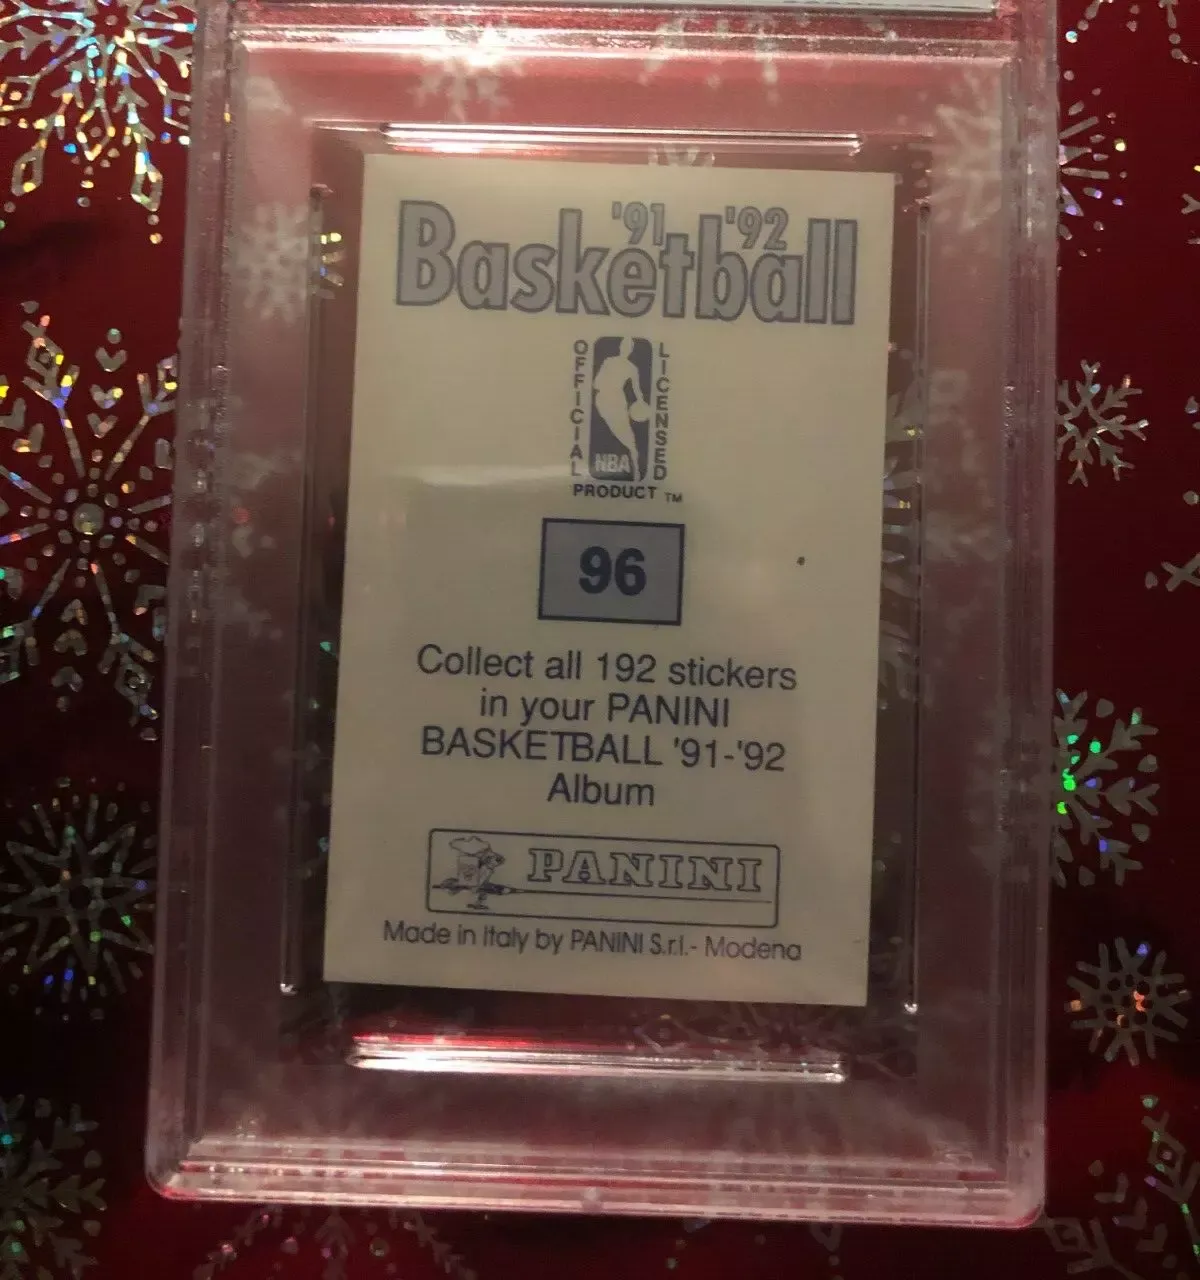 '91 '92
Basketball
OFFICIAL LICENSED
NBA
PRODUCT TM
96
Collect all 192 stickers
in your PANINI
BASKETBALL '91-'92
Album
PANINI
Made in Italy by PANINI S.r.l.- Modena